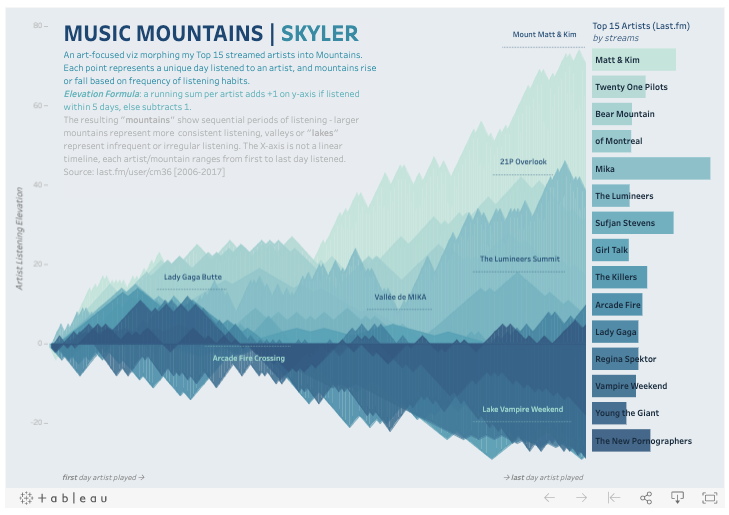 MUSIC MOUNTAINS | SKYLER
An art-focused viz morphing my Top 15 streamed artists into Mountains.
Each point represents a unique day listened to an artist, and mountains rise
or fall based on frequency of listening habits.
Elevation Formula: a running sum per artist adds +1 on y-axis if listened
within 5 days, else subtracts 1.
The resulting "mountains" show sequential periods of listening - larger
mountains represent more consistent listening, valleys or "lakes"
represent infrequent or irregular listening. The X-axis is not a linear
timeline, each artist/mountain ranges from first to last day listened.
Source: last.fm/user/cm36 [2006-2017]
Artist Listening Elevation
80
60
40
20
0
-20
Mount Matt & Kim
21P Overlook
The Lumineers Summit
Lady Gaga Butte
Vallée de MIKA
Arcade Fire Crossing
Lake Vampire Weekend
first day artist played →
→ last day artist played
Top 15 Artists (Last.fm)
by streams
Matt & Kim
Twenty One Pilots
Bear Mountain
of Montreal
Mika
The Lumineers
Sufjan Stevens
Girl Talk
The Killers
Arcade Fire
Lady Gaga
Regina Spektor
Vampire Weekend
Young the Giant
The New Pornographers
+ableau